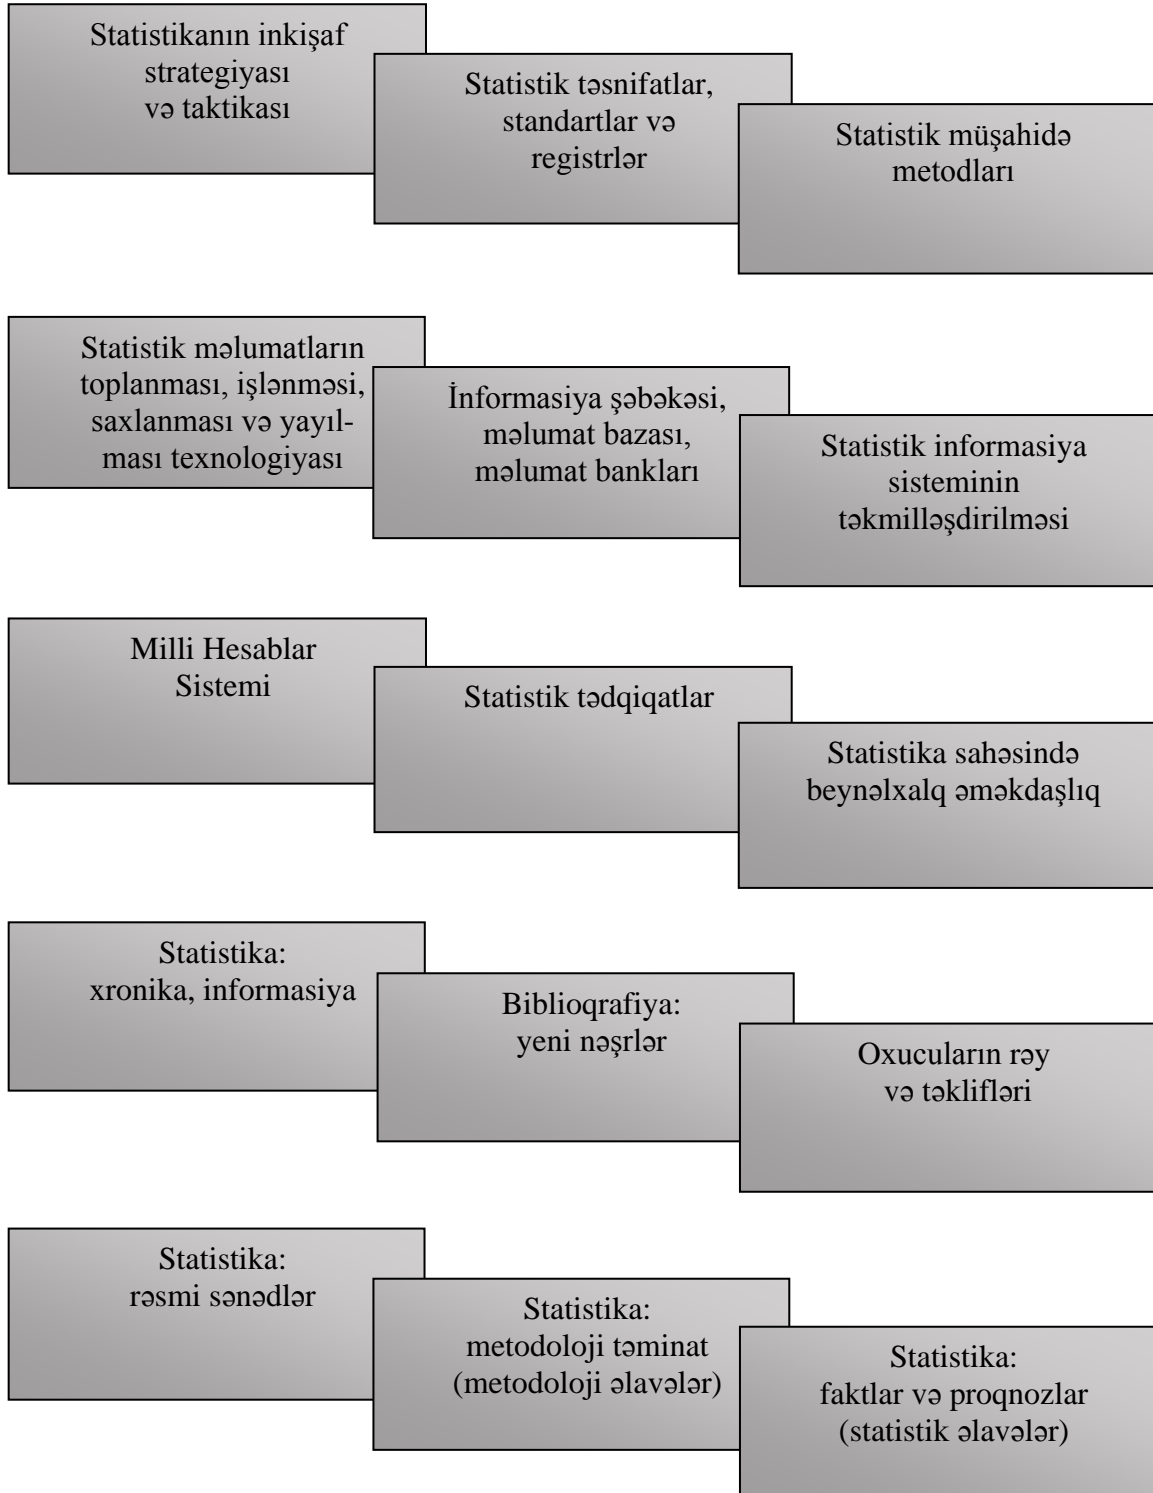 Statistikanın inkişaf
strategiyası
və taktikası
Statistik təsnifatlar,
standartlar və
registrlər
Statistik müşahidə
metodları
Statistik məlumatların
toplanması, işlənməsi,
saxlanması və yayıl-
ması texnologiyası
İnformasiya şəbəkəsi,
məlumat bazası,
məlumat bankları
Statistik informasiya
sisteminin
təkmilləşdirilməsi
Milli Hesablar
Sistemi
Statistik tədqiqatlar
Statistika sahəsində
beynəlxalq əməkdaşlıq
Statistika:
xronika, informasiya
Biblioqrafiya:
yeni nəşrlər
Oxucuların rəy
və təklifləri
Statistika:
rəsmi sənədlər
Statistika:
metodoloji təminat
(metodoloji əlavələr)
Statistika:
faktlar və proqnozlar
(statistik əlavələr)